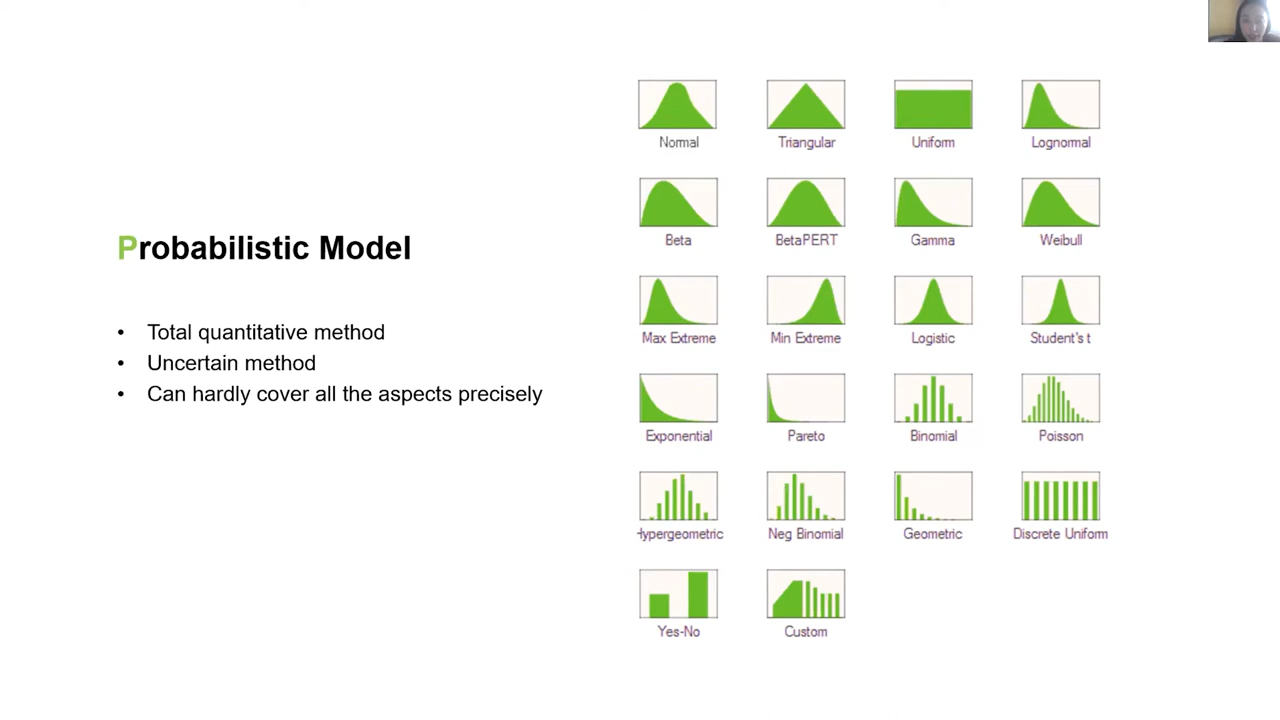 Probabilistic Model
• Total quantitative method
• Uncertain method
• Can hardly cover all the aspects precisely
Normal Triangular Uniform Lognormal
Beta BetaPERT Gamma Weibull
Max Extreme Min Extreme Logistic Student's t
Exponential Pareto Binomial Poisson
Hypergeometric Neg Binomial Geometric Discrete Uniform
Yes-No Custom